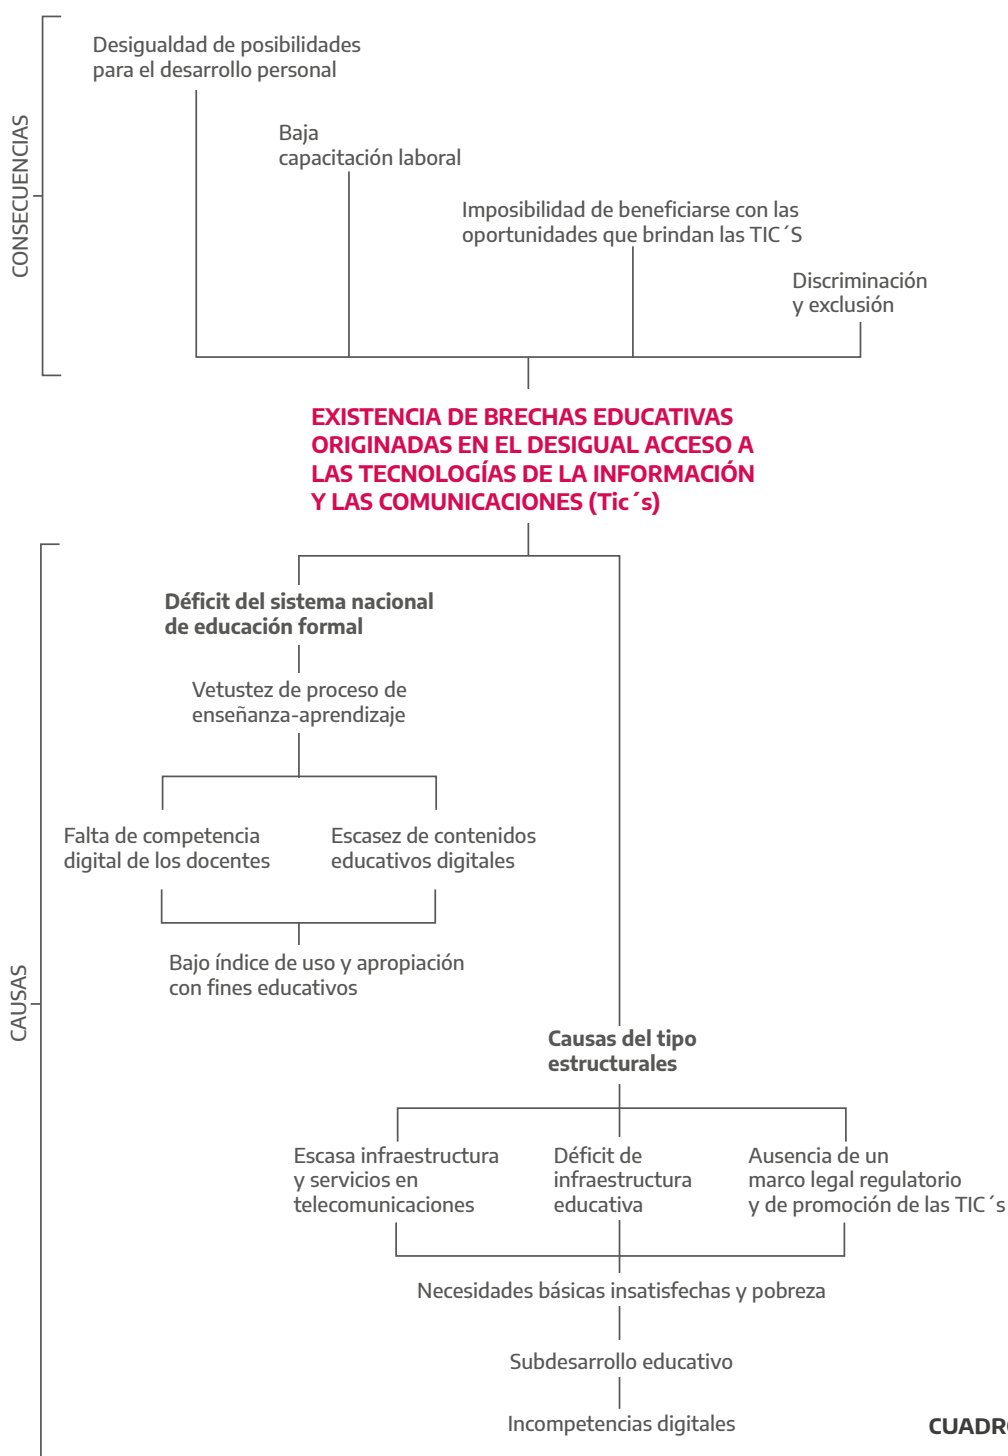 CONSECUENCIAS
Desigualdad de posibilidades
para el desarrollo personal
Baja
capacitación laboral
Imposibilidad de beneficiarse con las
oportunidades que brindan las TIC´S
Discriminación
y exclusión
EXISTENCIA DE BRECHAS EDUCATIVAS
ORIGINADAS EN EL DESIGUAL ACCESO A
LAS TECNOLOGÍAS DE LA INFORMACIÓN
Y LAS COMUNICACIONES (Tic´s)
CAUSAS
Déficit del sistema nacional
de educación formal
Vetustez de proceso de
enseñanza-aprendizaje
Falta de competencia
digital de los docentes
Escasez de contenidos
educativos digitales
Bajo índice de uso y apropiación
con fines educativos
Causas del tipo
estructurales
Escasa infraestructura
y servicios en
telecomunicaciones
Déficit de
infraestructura
educativa
Ausencia de un
marco legal regulatorio
y de promoción de las TIC´s
Necesidades básicas insatisfechas y pobreza
Subdesarrollo educativo
Incompetencias digitales